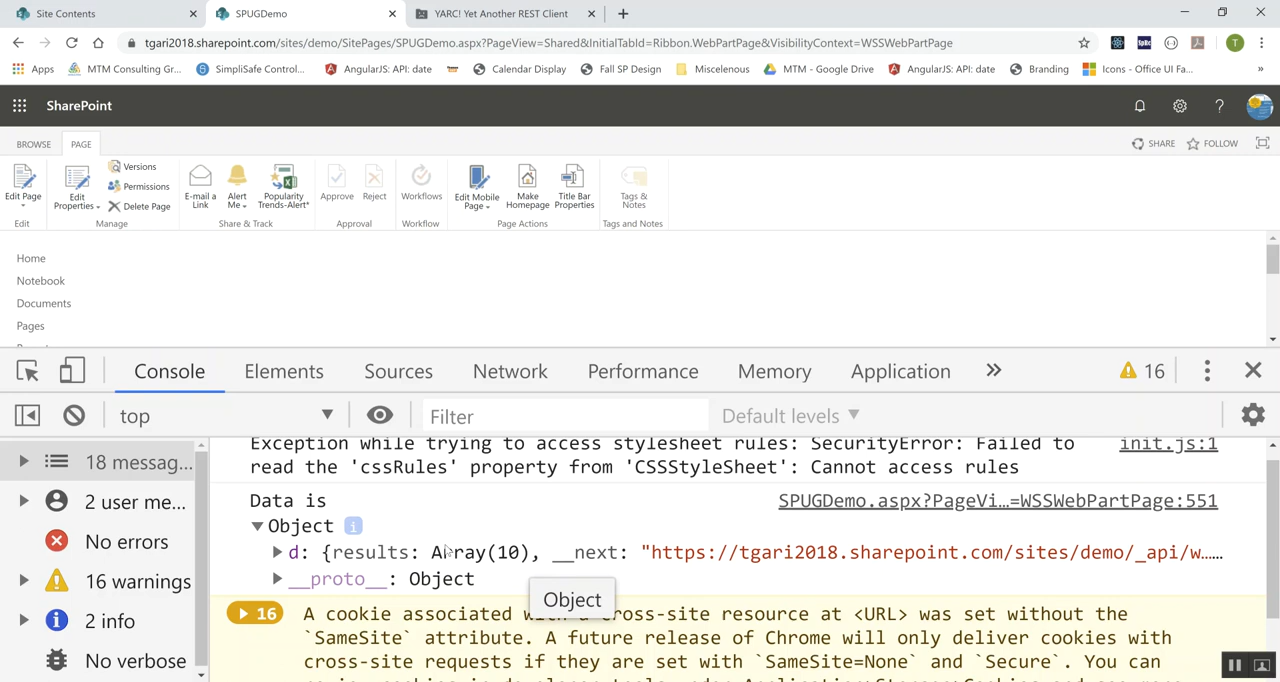 Site Contents
SPUGDemo
YARC! Yet Another REST Client
tgari2018.sharepoint.com/sites/demo/SitePages/SPUGDemo.aspx?PageView=Shared&InitialTabId=Ribbon.WebPartPage&VisibilityContext=WSSWebPartPage
Apps MTM Consulting Gr... SimpliSafe Control... AngularJS: API: date Calendar Display Fall SP Design Miscelenous MTM - Google Drive AngularJS: API: date Branding Icons - Office UI Fa... »
SharePoint
BROWSE PAGE SHARE FOLLOW
Edit Page
Edit
Edit Properties
Versions
Permissions
Delete Page
Manage
E-mail a Link
Alert Me
Popularity Trends-Alert*
Share & Track
Approve
Reject
Approval
Workflows
Workflow
Edit Mobile Page
Make Homepage
Title Bar Properties
Page Actions
Tags & Notes
Tags and Notes
Home
Notebook
Documents
Pages
Console Elements Sources Network Performance Memory Application » 16
top Filter Default levels
18 messag...
2 user me...
No errors
16 warnings
2 info
No verbose
Exception while trying to access stylesheet rules: SecurityError: Failed to init.js:1
read the 'cssRules' property from 'CSSStyleSheet': Cannot access rules
Data is SPUGDemo.aspx?PageVi…=WSSWebPartPage:551
Object i
d: {results: Array(10), __next: "https://tgari2018.sharepoint.com/sites/demo/_api/w……
__proto__: Object
Object
16 A cookie associated with a cross-site resource at <URL> was set without the
`SameSite` attribute. A future release of Chrome will only deliver cookies with
cross-site requests if they are set with `SameSite=None` and `Secure`. You can